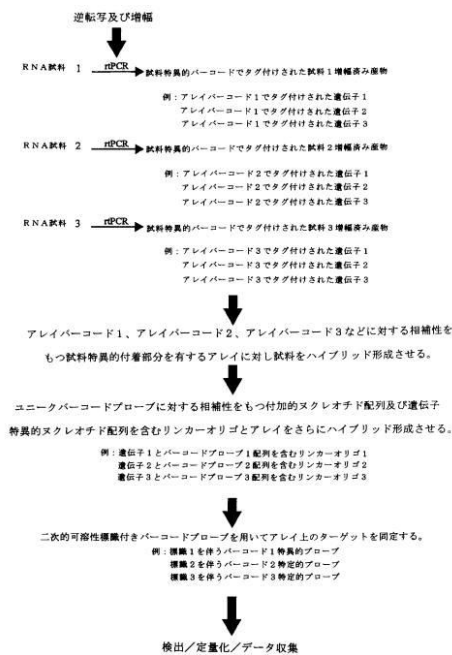 逆転写及び増幅
RNA試料 1 rtPCR 試料特異的バーコードでタグ付けされた試料1増幅済み産物
例：アレイバーコード1でタグ付けされた遺伝子1
アレイバーコード1でタグ付けされた遺伝子2
アレイバーコード1でタグ付けされた遺伝子3
RNA試料 2 rtPCR 試料特異的バーコードでタグ付けされた試料2増幅済み産物
例：アレイバーコード2でタグ付けされた遺伝子1
アレイバーコード2でタグ付けされた遺伝子2
アレイバーコード2でタグ付けされた遺伝子3
RNA試料 3 rtPCR 試料特異的バーコードでタグ付けされた試料3増幅済み産物
例：アレイバーコード3でタグ付けされた遺伝子1
アレイバーコード3でタグ付けされた遺伝子2
アレイバーコード3でタグ付けされた遺伝子3
アレイバーコード1、アレイバーコード2、アレイバーコード3などに対する相補性を
もつ試料特異的付着部分を有するアレイに対し試料をハイブリッド形成させる。
ユニークバーコードプローブに対する相補性をもつ付加的ヌクレオチド配列及び遺伝子
特異的ヌクレオチド配列を含むリンカーオリゴとアレイをさらにハイブリッド形成させる。
例：遺伝子1とバーコードプローブ1配列を含むリンカーオリゴ1
遺伝子2とバーコードプローブ2配列を含むリンカーオリゴ2
遺伝子3とバーコードプローブ3配列を含むリンカーオリゴ3
二次的可溶性標識付きバーコードプローブを用いてアレイ上のターゲットを同定する。
例：標識1を伴うバーコード1特異的プローブ
標識2を伴うバーコード2特定的プローブ
標識3を伴うバーコード3特定的プローブ
検出／定量化／データ収集